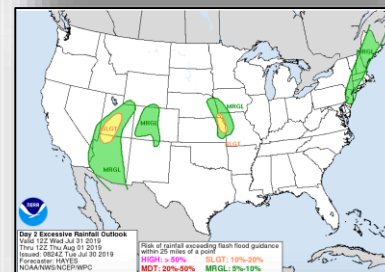 MRGL
MRGL
MRGL
SLGT
MRGL
SLGT
NOAA
Day 2 Excessive Rainfall Outlook
Valid 12Z Wed Jul 31 2019
Thru 12Z Thu Aug 01 2019
Issued: 0824Z Tue Jul 30 2019
Forecaster: HAYES
NOAA/NWS/NCEP/WPC
Risk of rainfall exceeding flash flood guidance
within 25 miles of a point
HIGH: > 50% SLGT: 10%-20%
MDT: 20%-50% MRGL: 5%-10%